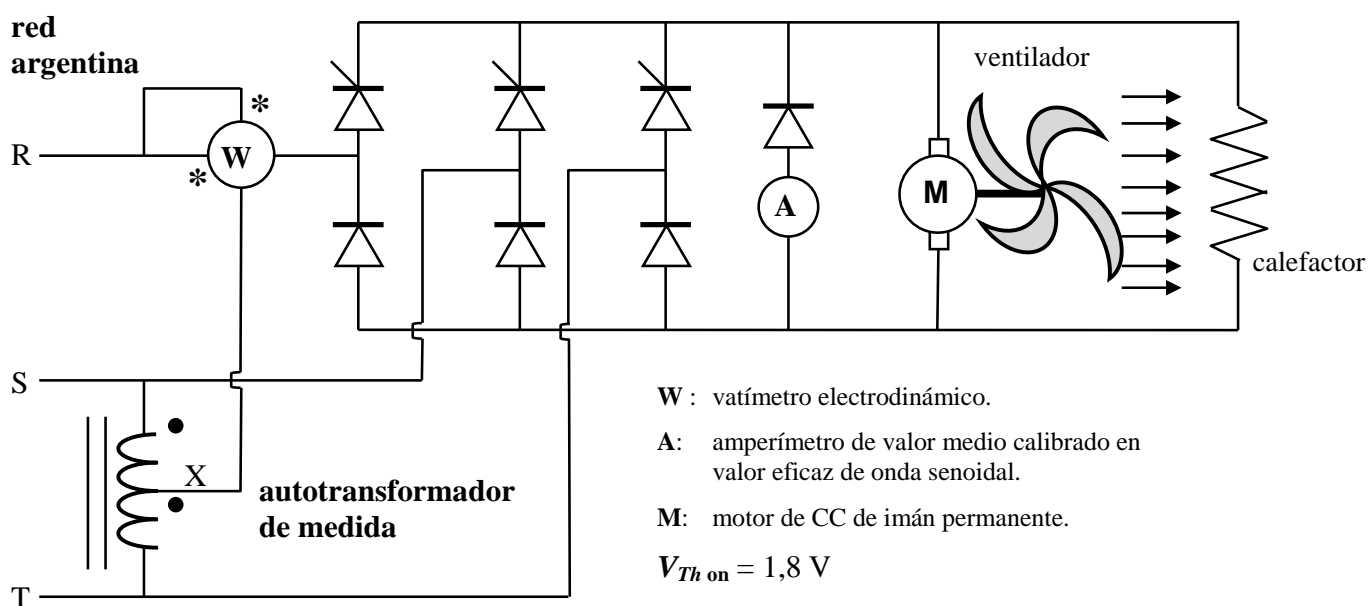 red
argentina
ventilador
*
R
W
*
A
M
calefactor
S
W : vatímetro electrodinámico.
A: amperímetro de valor medio calibrado en
valor eficaz de onda senoidal.
X
autotransformador
de medida
M: motor de CC de imán permanente.
V_Th on = 1,8 V
T